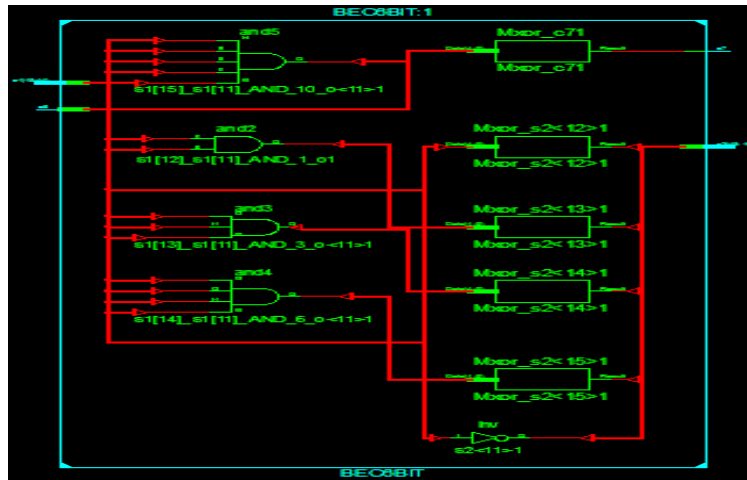 BEC6BIT:1
and5
Mxor_c71
Mxor_c71
s1[15]_s1[11]_AND_10_o<11>1
and2
Mxor_s2<12>1
s1[12]_s1[11]_AND_1_o1
Mxor_s2<12>1
and3
Mxor_s2<13>1
s1[13]_s1[11]_AND_3_o<11>1
Mxor_s2<13>1
and4
Mxor_s2<14>1
Mxor_s2<14>1
s1[14]_s1[11]_AND_6_o<11>1
Mxor_s2<15>1
Mxor_s2<15>1
inv
s2<11>1
BEC6BIT